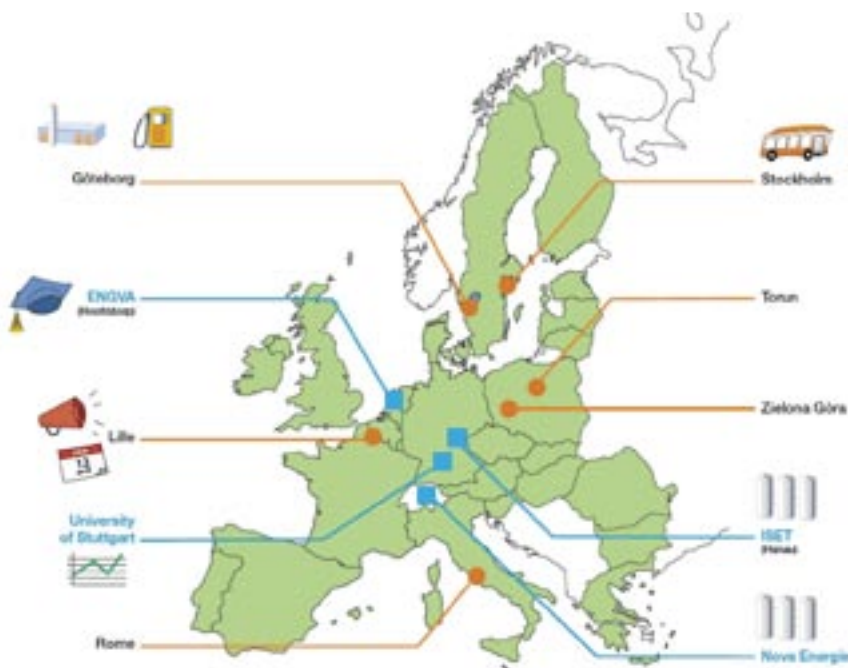 Göteborg
Stockholm
ENGVA
Torun
Zielona Góra
Lille
University
of Stuttgart
ISET
Rome
Nova Energie